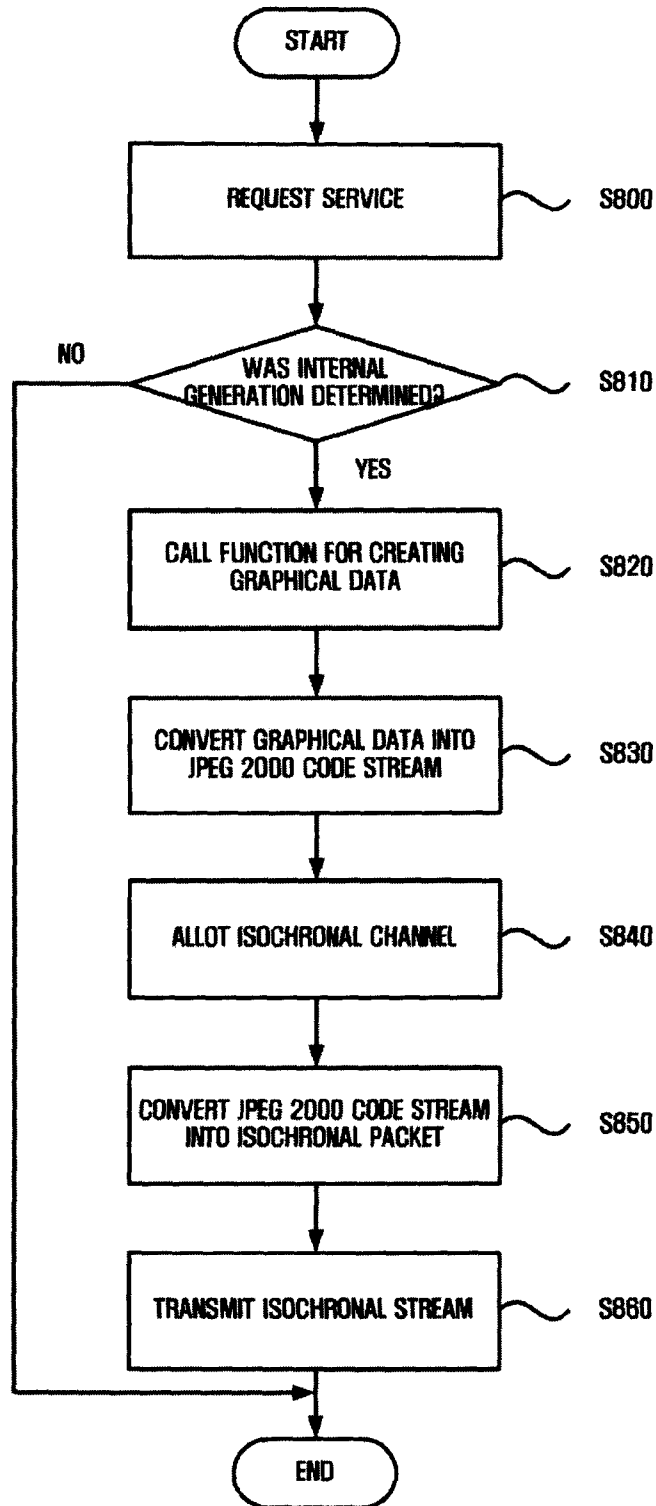 START
REQUEST SERVICE
S800
NO
WAS INTERNAL
GENERATION DETERMINED?
S810
YES
CALL FUNCTION FOR CREATING
GRAPHICAL DATA
S820
CONVERT GRAPHICAL DATA INTO
JPEG 2000 CODE STREAM
S830
ALLOT ISOCHRONAL CHANNEL
S840
CONVERT JPEG 2000 CODE STREAM
INTO ISOCHRONAL PACKET
S850
TRANSMIT ISOCHRONAL STREAM
S860
END